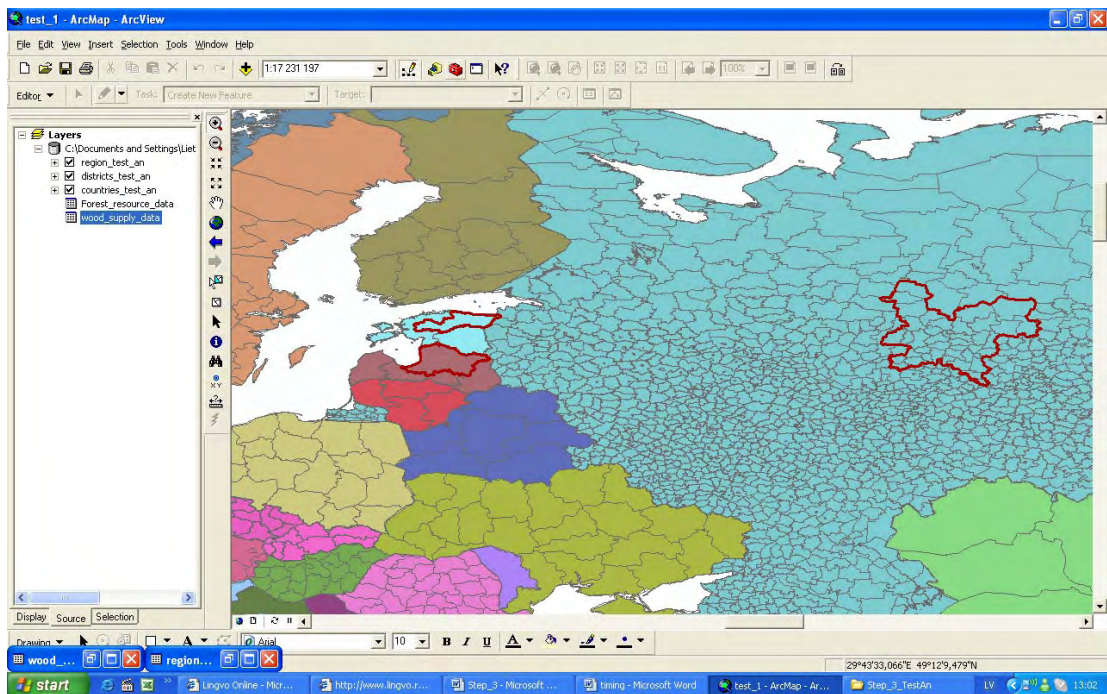 test_1 - ArcMap - ArcView
File Edit View Insert Selection Tools Window Help
1:17 231 197
100%
Editor Task: Create New Feature Target:
Layers
C:\Documents and Settings\Liet
region_test_an
districts_test_an
countries_test_an
Forest_resource_data
wood_supply_data
Display Source Selection
Drawing A Arial 10 B I U A
wood_... region...
29°43'33,066"E 49°12'9,479"N
start Lingvo Online - Micr... http://www.lingvo.r... Step_3 - Microsoft ... timing - Microsoft Word test_1 - ArcMap - Ar... Step_3_TestAn LV 13:02